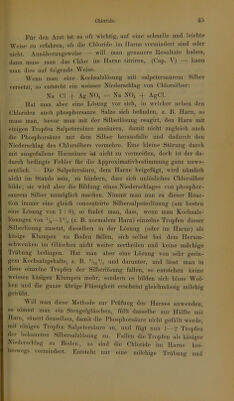 Chloride. 45
Für den Arzt ist es oft wichtig, auf eine schnelle und leichte
Weise zu erfahren, ob die Chloride im Harn vermindert sind oder
nicht. Annäherungsweise — will man genauere Resultate haben,
dann muss man das Chlor im Harne titriren, (Cap. V) — kann
man dies auf folgende Weise.
Wenn man eine Kochsalzlösung mit salpetersaurem Silber
versetzt, so entsteht ein weisser Niederschlag von Chlorsilber:
Na Cl + Ag NO₃ = Na NO₃ + AgCl.
Hat man aber eine Lösung vor sich, in welcher neben den
Chloriden auch phosphorsaure Salze sich befinden, z. B. Harn, so
muss man, bevor man mit der Silberlösung reagirt, den Harn mit
einigen Tropfen Salpetersäure ansäuern, damit nicht zugleich auch
die Phosphorsäure mit dem Silber herausfalle und dadurch den
Niederschlag des Chlorsilbers vermehre. Eine kleine Störung durch
mit ausgefallene Harnsäure ist nicht zu vermeiden, doch ist der da-
durch bedingte Fehler für die Approximativbestimmung ganz unwe-
sentlich. — Die Salpetersäure, dem Harne beigefügt, wird nämlich
nicht im Stande sein, zu hindern, dass sich unlösliches Chlorsilber
bilde; sie wird aber die Bildung eines Niederschlages von phosphor-
saurem Silber unmöglich machen. Nimmt man nun zu dieser Reac-
tion immer eine gleich concentrirte Silbersalpeterlösung (am besten
eine Lösung von 1 : 8), so findet man, dass, wenn man Kochsalz-
lösungen von
(z. B. normalen Harn) einzelne Tropfen dieser
Silberlösung zusetzt, dieselben in der Lösung (oder im Harne) als
käsige Klumpen zu Boden fallen, sich selbst bei dem Herum-
schwenken im Gläschen nicht weiter zertheilen und keine milchige
Trübung bedingen. Hat man aber eine Lösung von sehr gerin-
gem Kochsalzgehalte, z. B.
und darunter, und lässt man in
diese einzelne Tropfen der Silberlösung fallen, so entstehen keine
weissen käsigen Klumpen mehr, sondern es bilden sich bloss Wol-
ken und die ganze übrige Flüssigkeit erscheint gleichmässig milchig
getrübt.
Will man diese Methode zur Prüfung des Harnes anwenden,
so nimmt man ein Stengelgläschen, füllt dasselbe zur Hälfte mit
Harn, säuert denselben, damit die Phosphorsäure nicht gefällt werde,
mit einigen Tropfen Salpetersäure an, und fügt nun 1—2 Tropfen
der bekannten Silbersalzlösung zu. Fallen die Tropfen als käsiger
Niederschlag zu Boden, so sind die Chloride im Harne kei-
neswegs vermindert. Entsteht nur eine milchige Trübung und